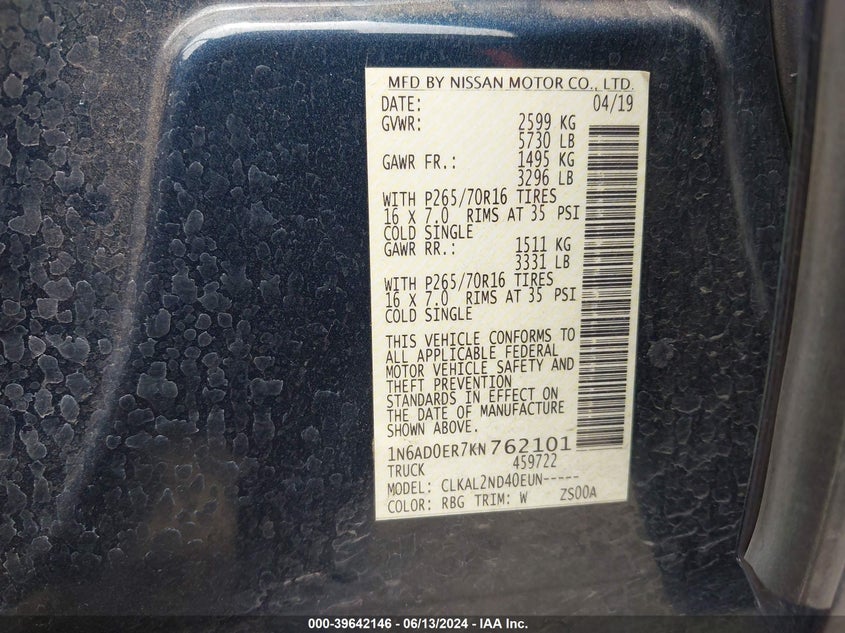 MFD BY NISSAN MOTOR CO., LTD.
DATE: 04/19
GVWR: 2599 KG
5730 LB
GAWR FR.: 1495 KG
3296 LB
WITH P265/70R16 TIRES
16 X 7.0 RIMS AT 35 PSI
COLD SINGLE
GAWR RR.: 1511 KG
3331 LB
WITH P265/70R16 TIRES
16 X 7.0 RIMS AT 35 PSI
COLD SINGLE
THIS VEHICLE CONFORMS TO
ALL APPLICABLE FEDERAL
MOTOR VEHICLE SAFETY AND
THEFT PREVENTION
STANDARDS IN EFFECT ON
THE DATE OF MANUFACTURE
SHOWN ABOVE.
1N6AD0ER7KN762101
TRUCK 459722
MODEL: CLKAL2ND40EUN-----
COLOR: RBG TRIM: W ZS00A
000-39642146 - 06/13/2024 - IAA Inc.